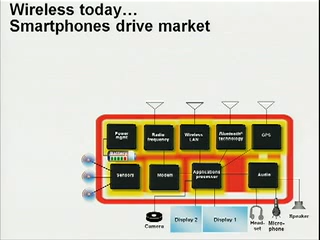 Wireless today…
Smartphones drive market
Power
mgmt
Radio
frequency
Wireless
LAN
Bluetooth®
technology
GPS
Battery
Sensors
Modem
Applications
processor
Audio
Camera
Display 2
Display 1
Head-
set
Micro-
phone
Speaker